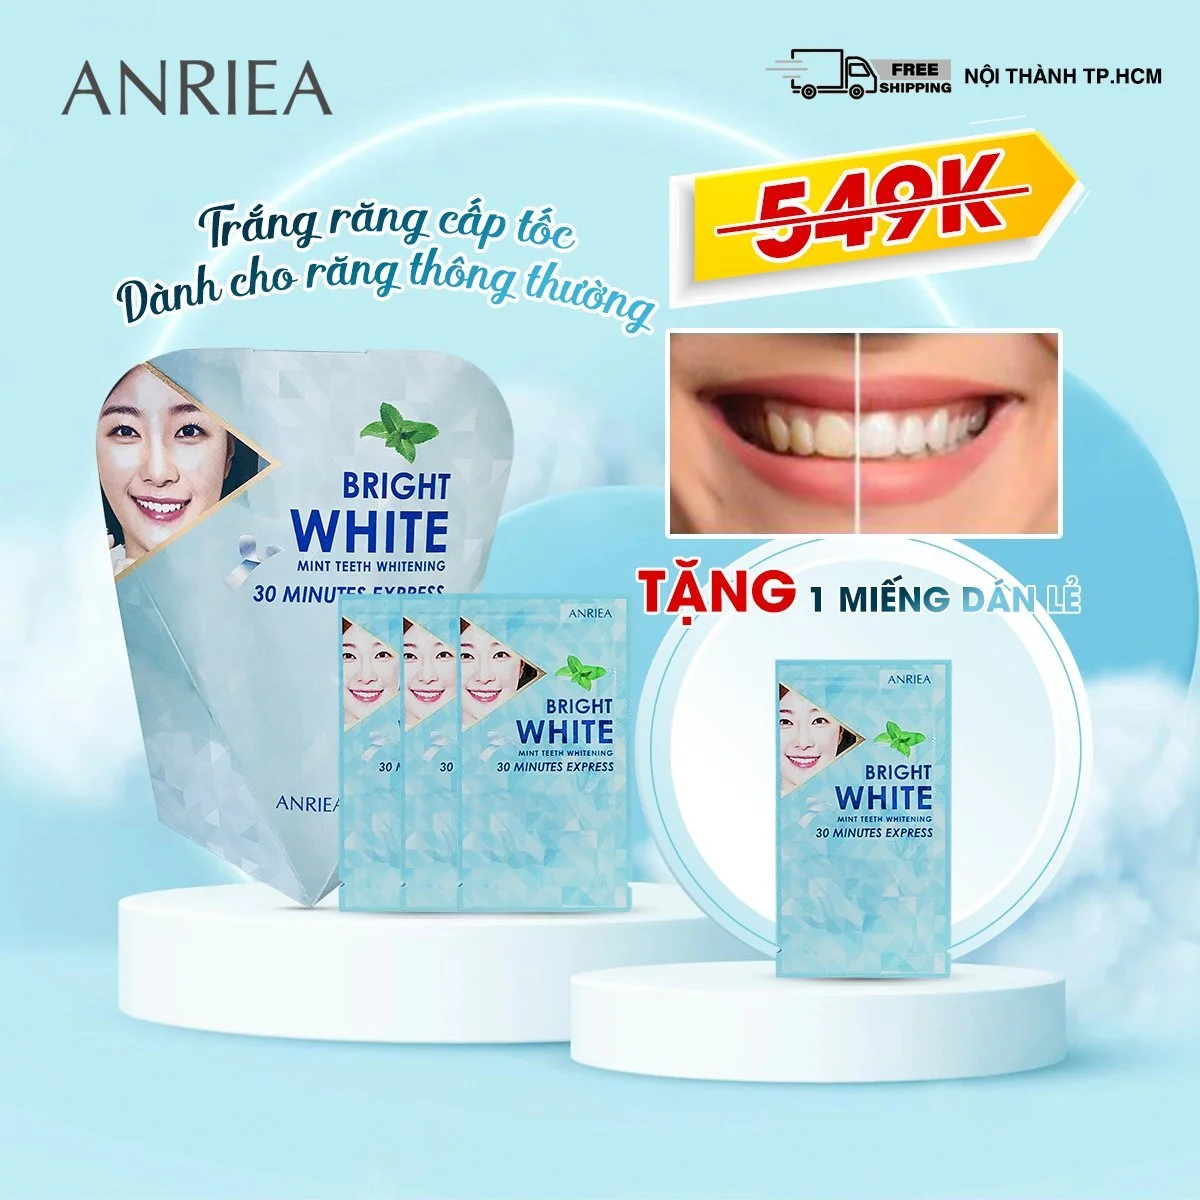 ANRIEA
FREE
SHIPPING
NỘI THÀNH TP.HCM
549K
Trắng răng cấp tốc
Dành cho răng thông thường
BRIGHT
WHITE
MINT TEETH WHITENING
30 MINUTES EXPRESS
ANRIEA
TẶNG 1 MIẾNG DÁN LẺ
30 M
30
ANRIEA
BRIGHT
WHITE
MINT TEETH WHITENING
30 MINUTES EXPRESS
ANRIEA
BRIGHT
WHITE
MINT TEETH WHITENING
30 MINUTES EXPRESS